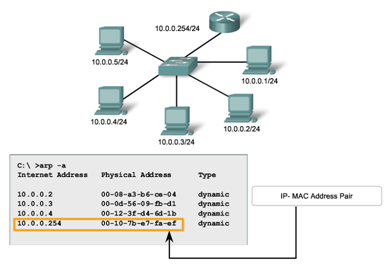 10.0.0.254/24
10.0.0.5/24
10.0.0.1/24
10.0.0.4/24
10.0.0.2/24
10.0.0.3/24
C:\ >arp -a
Internet Address Physical Address Type
10.0.0.2 00-08-a3-b6-ce-04 dynamic
10.0.0.3 00-0d-56-09-fb-d1 dynamic
10.0.0.4 00-12-3f-d4-6d-1b dynamic
10.0.0.254 00-10-7b-e7-fa-ef dynamic
IP- MAC Address Pair